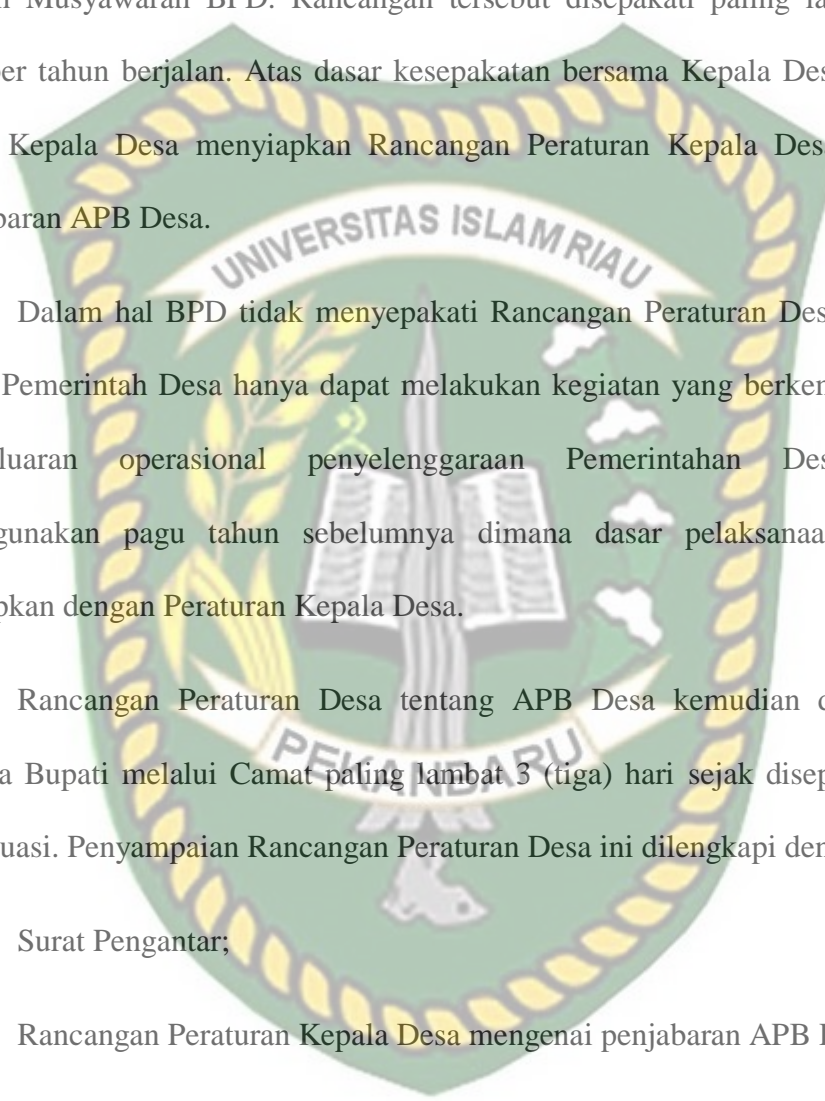 Musyawaran BPD. Rancangan tersebut disepakati paling la
ber tahun berjalan. Atas dasar kesepakatan bersama Kepala Des
Kepala Desa menyiapkan Rancangan Peraturan Kepala Des
baran APB Desa.
UNIVERSITAS ISLAM RIAU
Dalam hal BPD tidak menyepakati Rancangan Peraturan Des
Pemerintah Desa hanya dapat melakukan kegiatan yang berken
luaran operasional penyelenggaraan Pemerintahan Des
gunakan pagu tahun sebelumnya dimana dasar pelaksanaa
pkan dengan Peraturan Kepala Desa.
Rancangan Peraturan Desa tentang APB Desa kemudian d
PEKANBARU
a Bupati melalui Camat paling lambat 3 (tiga) hari sejak disep
uasi. Penyampaian Rancangan Peraturan Desa ini dilengkapi den
Surat Pengantar;
Rancangan Peraturan Kepala Desa mengenai penjabaran APB